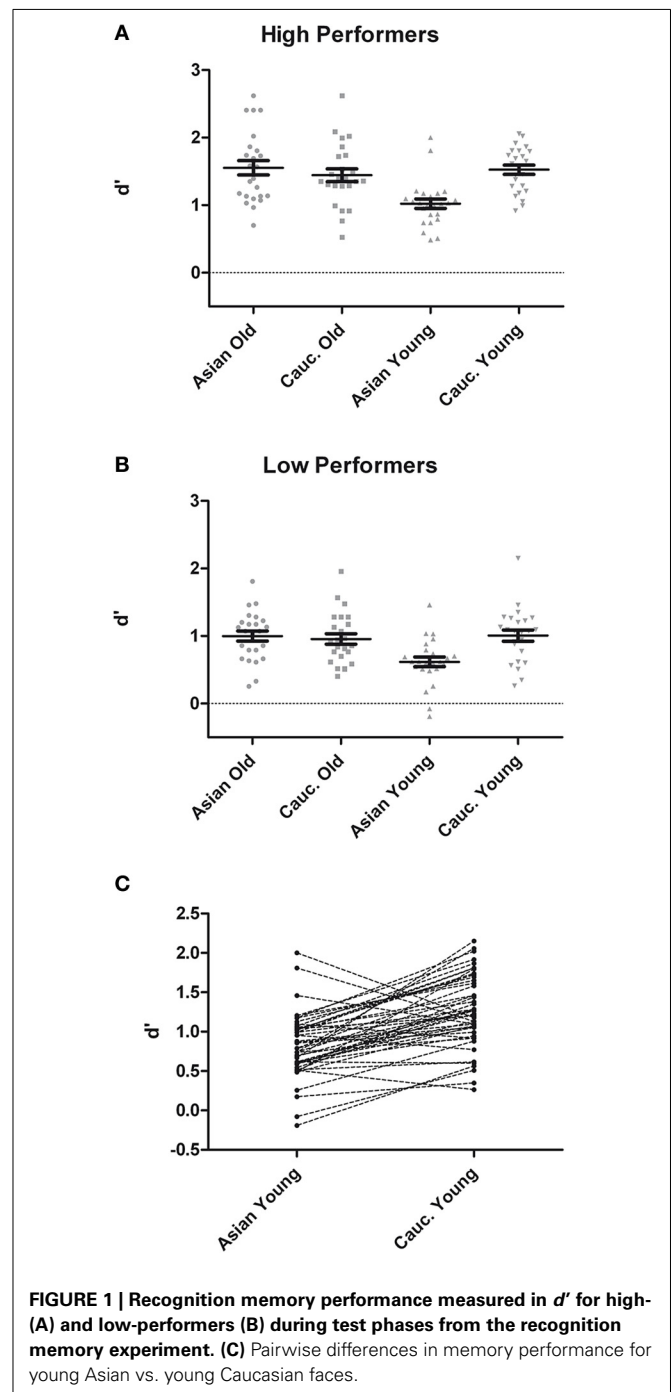 A
High Performers
3
2
1
0
d'
Asian Old
Cauc. Old
Asian Young
Cauc. Young
B
Low Performers
3
2
1
0
d'
Asian Old
Cauc. Old
Asian Young
Cauc. Young
C
2.5
2.0
1.5
1.0
0.5
0.0
-0.5
d'
Asian Young
Cauc. Young
FIGURE 1 | Recognition memory performance measured in d′ for high-
(A) and low-performers (B) during test phases from the recognition
memory experiment. (C) Pairwise differences in memory performance for
young Asian vs. young Caucasian faces.